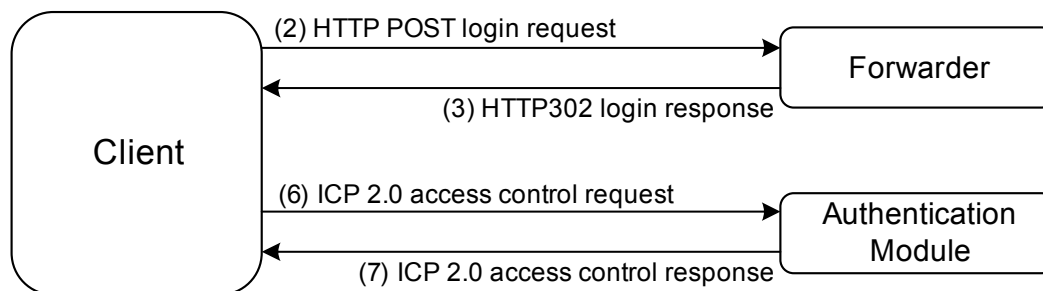 (2) HTTP POST login request
Forwarder
(3) HTTP302 login response
Client
(6) ICP 2.0 access control request
Authentication
Module
(7) ICP 2.0 access control response